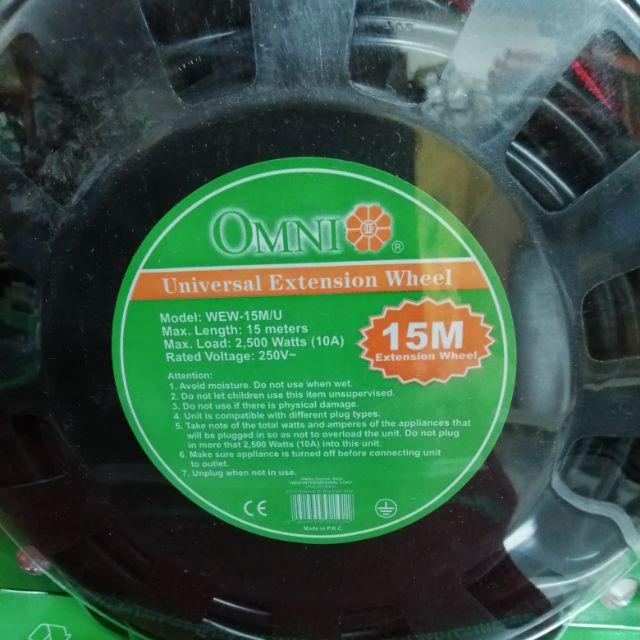 OMNI ®
Universal Extension Wheel
Model: WEW-15M/U
Max. Length: 15 meters
Max. Load: 2,500 Watts (10A)
Rated Voltage: 250V~
15M
Extension Wheel
Attention:
1. Avoid moisture. Do not use when wet.
2. Do not let children use this item unsupervised.
3. Do not use if there is physical damage.
4. Unit is compatible with different plug types.
5. Take note of the total watts and amperes of the appliances that
will be plugged in so as not to overload the unit. Do not plug
in more that 2,500 Watts (10A) into this unit.
6. Make sure appliance is turned off before connecting unit
to outlet.
7. Unplug when not in use.
CE
Made in P.R.C.